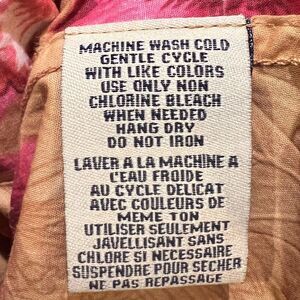 MACHINE WASH COLD
GENTLE CYCLE
WITH LIKE COLORS
USE ONLY NON
CHLORINE BLEACH
WHEN NEEDED
HANG DRY
DO NOT IRON
LAVER A LA MACHINE A
L'EAU FROIDE
AU CYCLE DELICAT
AVEC COULEURS DE
MEME TON
UTILISER SEULEMENT
JAVELLISANT SANS
CHLORE SI NECESSAIRE
SUSPENDRE POUR SECHER
NE PAS REPASSAGE